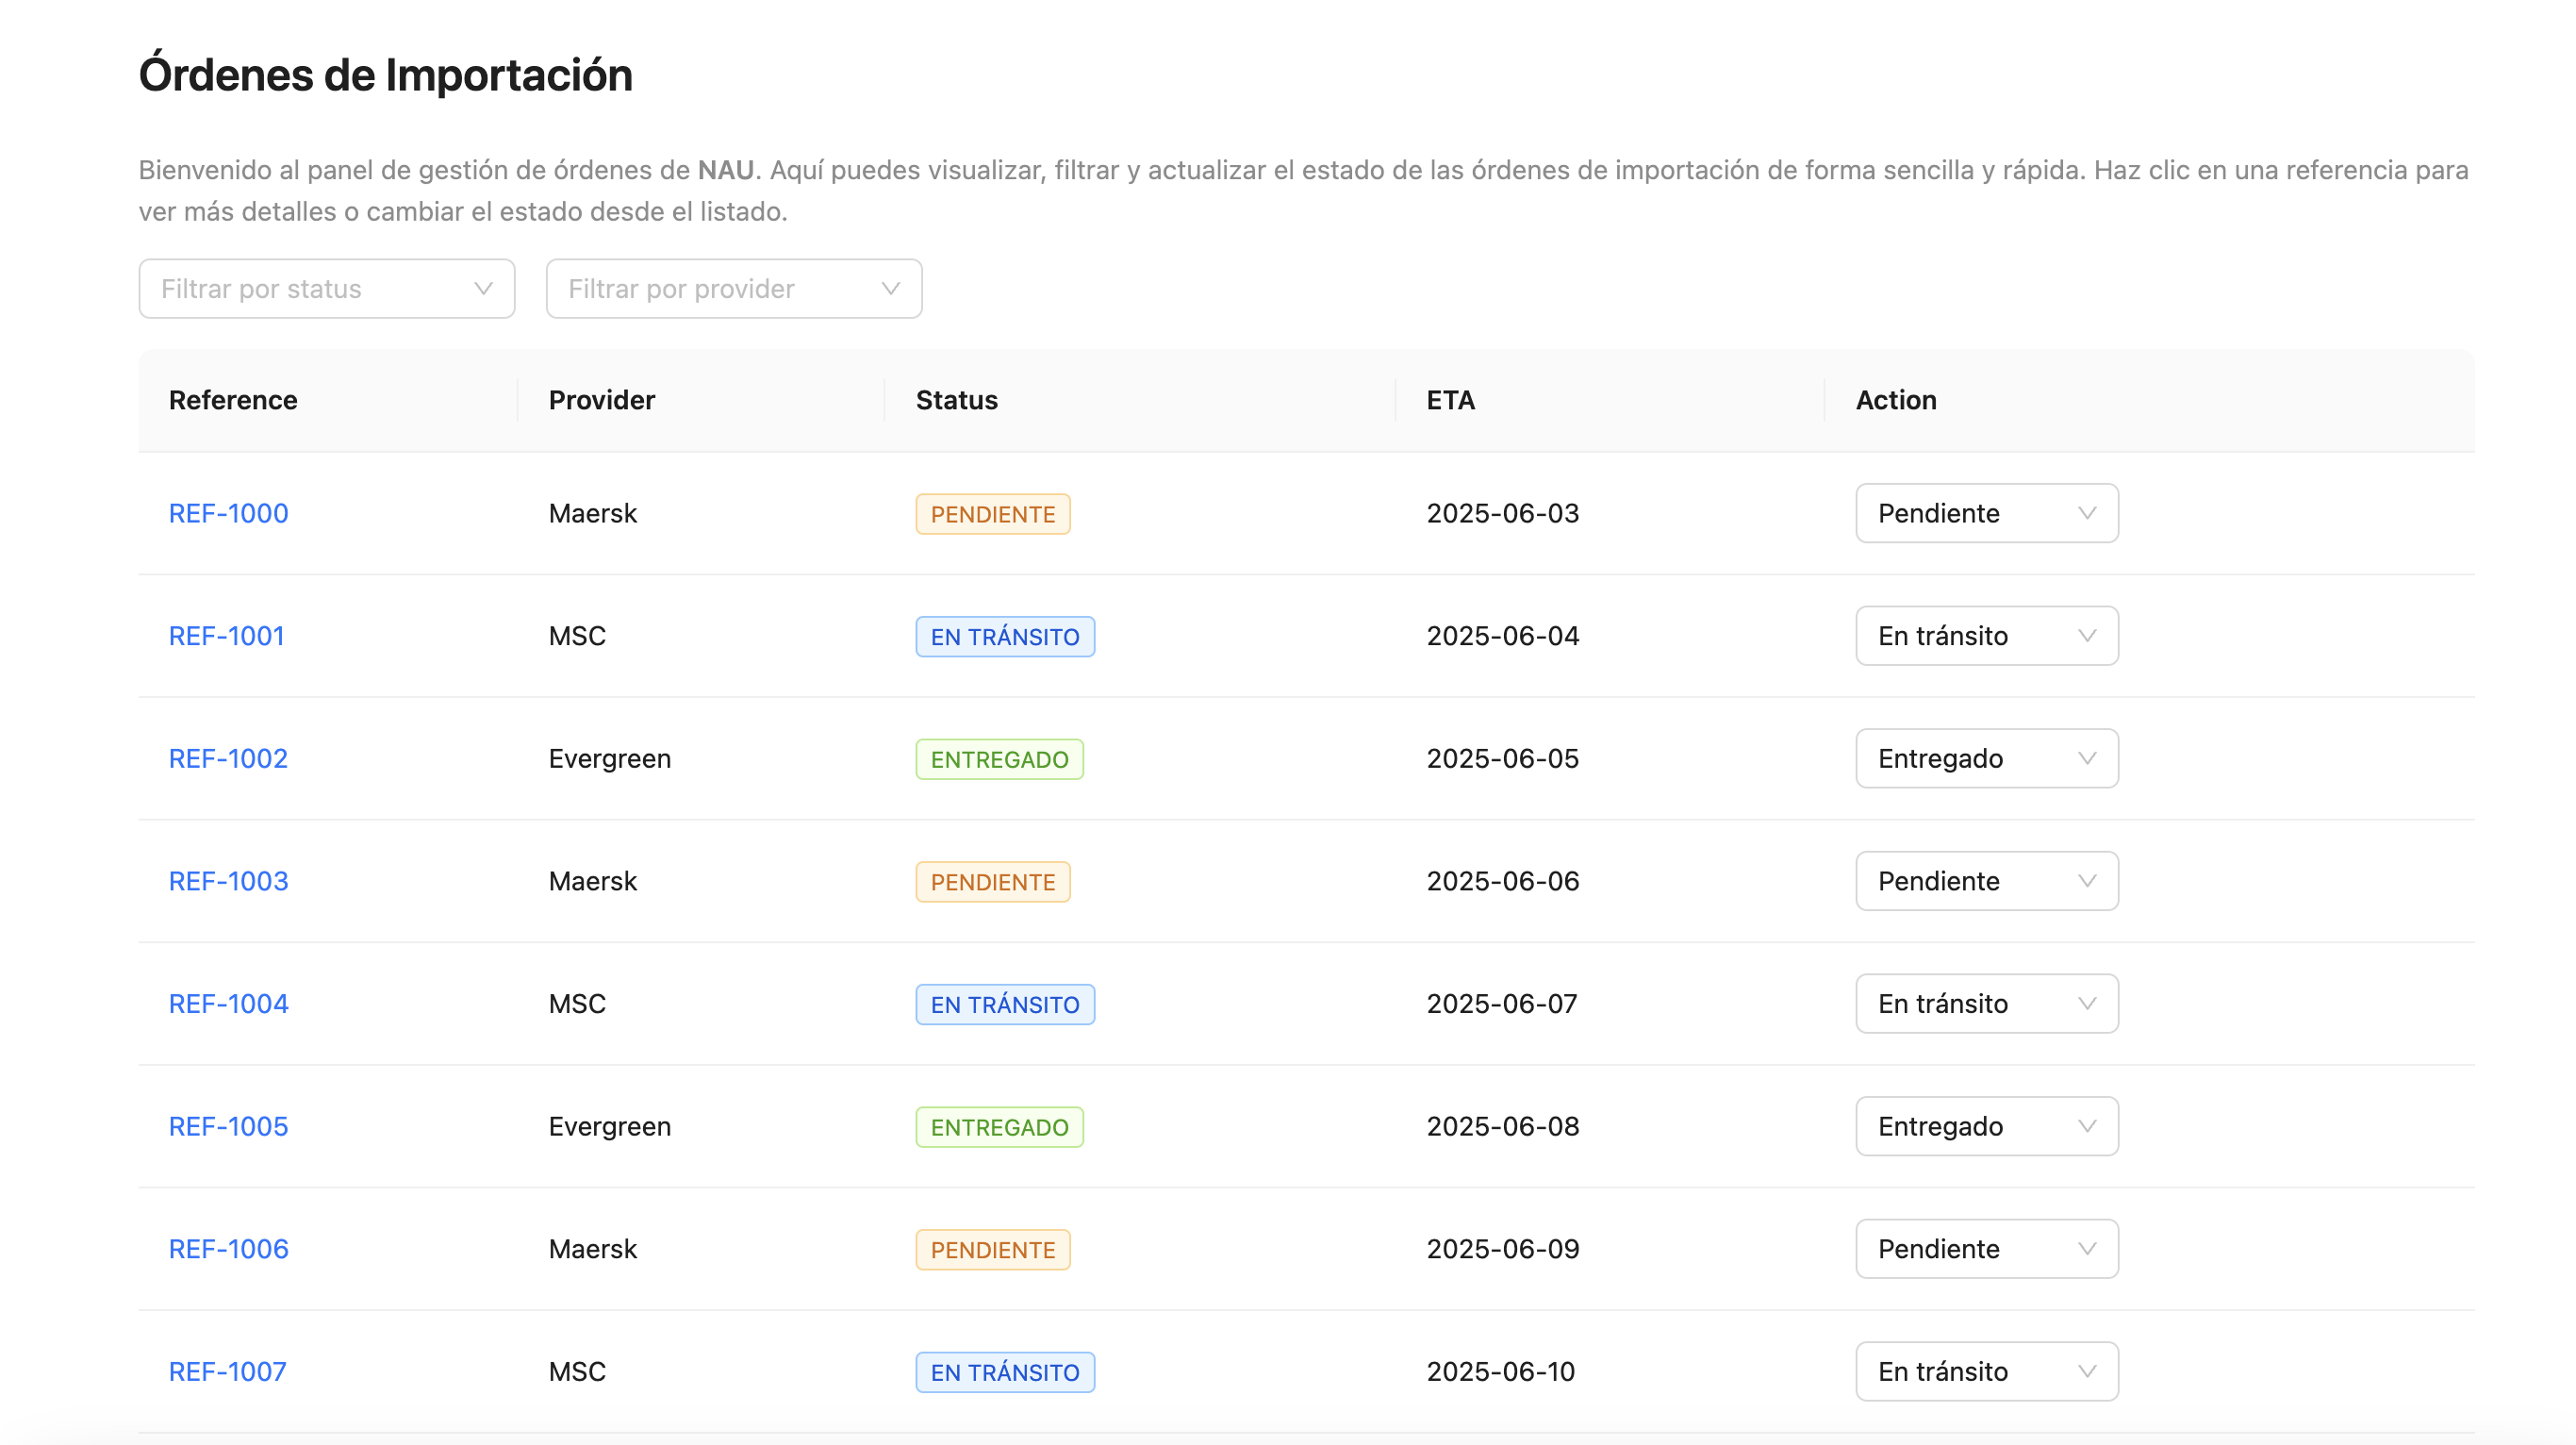 Órdenes de Importación
Bienvenido al panel de gestión de órdenes de NAU. Aquí puedes visualizar, filtrar y actualizar el estado de las órdenes de importación de forma sencilla y rápida. Haz clic en una referencia para
ver más detalles o cambiar el estado desde el listado.
Filtrar por status Filtrar por provider
Reference Provider Status ETA Action
REF-1000 Maersk PENDIENTE 2025-06-03 Pendiente
REF-1001 MSC EN TRÁNSITO 2025-06-04 En tránsito
REF-1002 Evergreen ENTREGADO 2025-06-05 Entregado
REF-1003 Maersk PENDIENTE 2025-06-06 Pendiente
REF-1004 MSC EN TRÁNSITO 2025-06-07 En tránsito
REF-1005 Evergreen ENTREGADO 2025-06-08 Entregado
REF-1006 Maersk PENDIENTE 2025-06-09 Pendiente
REF-1007 MSC EN TRÁNSITO 2025-06-10 En tránsito